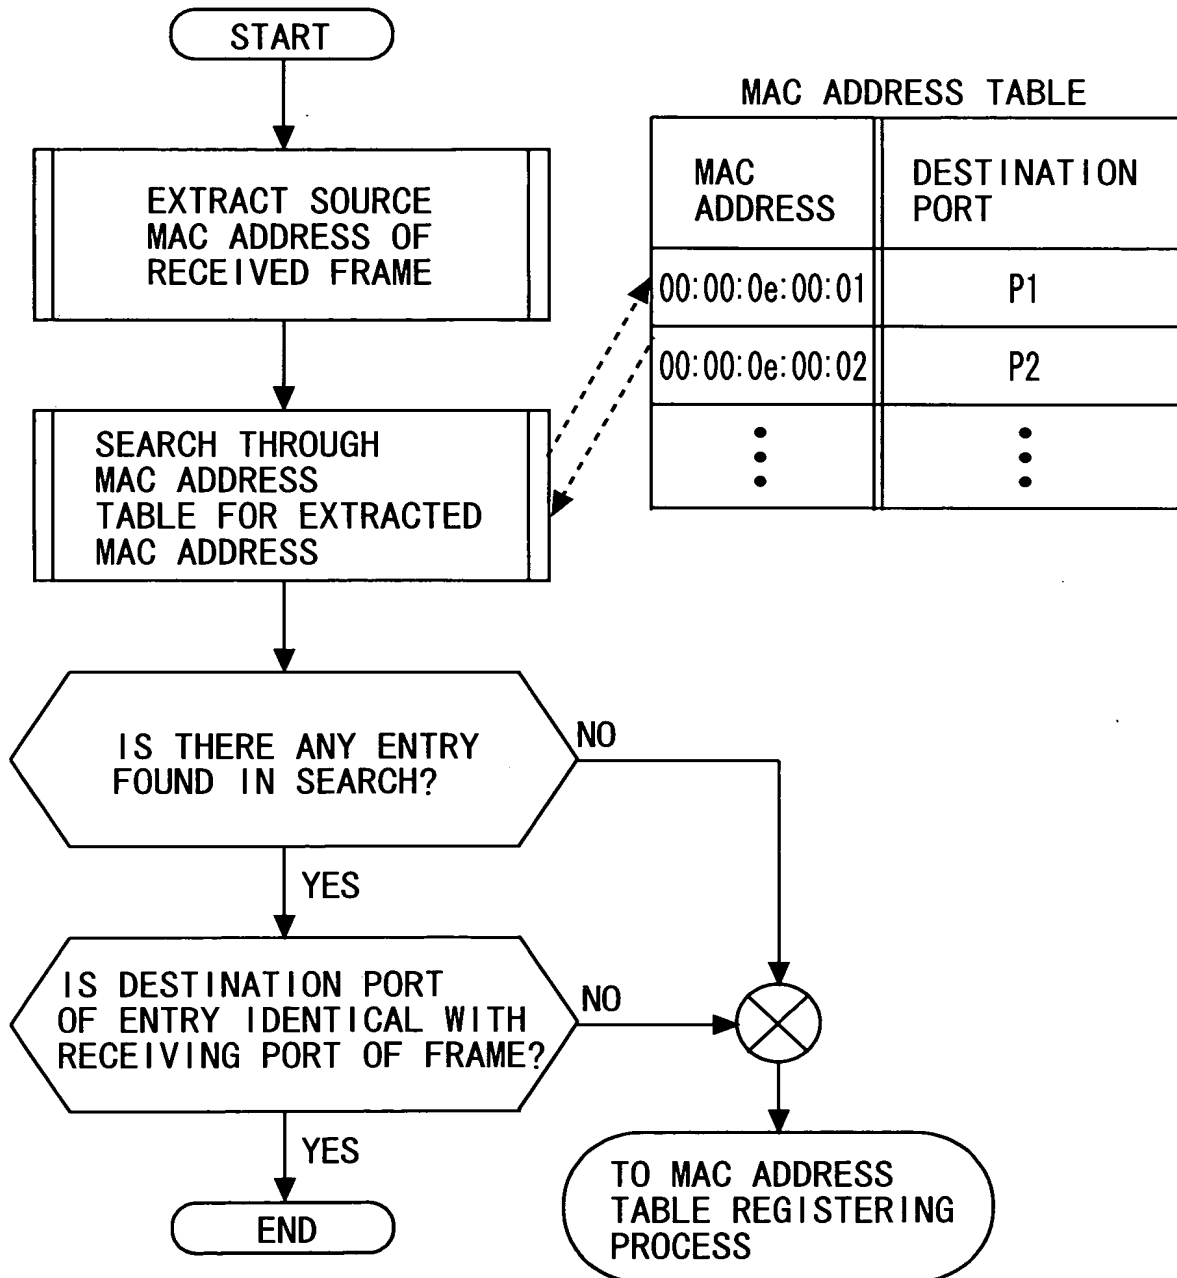 START
EXTRACT SOURCE
MAC ADDRESS OF
RECEIVED FRAME
SEARCH THROUGH
MAC ADDRESS
TABLE FOR EXTRACTED
MAC ADDRESS
MAC ADDRESS TABLE
MAC
ADDRESS
DESTINATION
PORT
00:00:0e:00:01
P1
00:00:0e:00:02
P2
IS THERE ANY ENTRY
FOUND IN SEARCH?
NO
YES
IS DESTINATION PORT
OF ENTRY IDENTICAL WITH
RECEIVING PORT OF FRAME?
NO
YES
END
TO MAC ADDRESS
TABLE REGISTERING
PROCESS